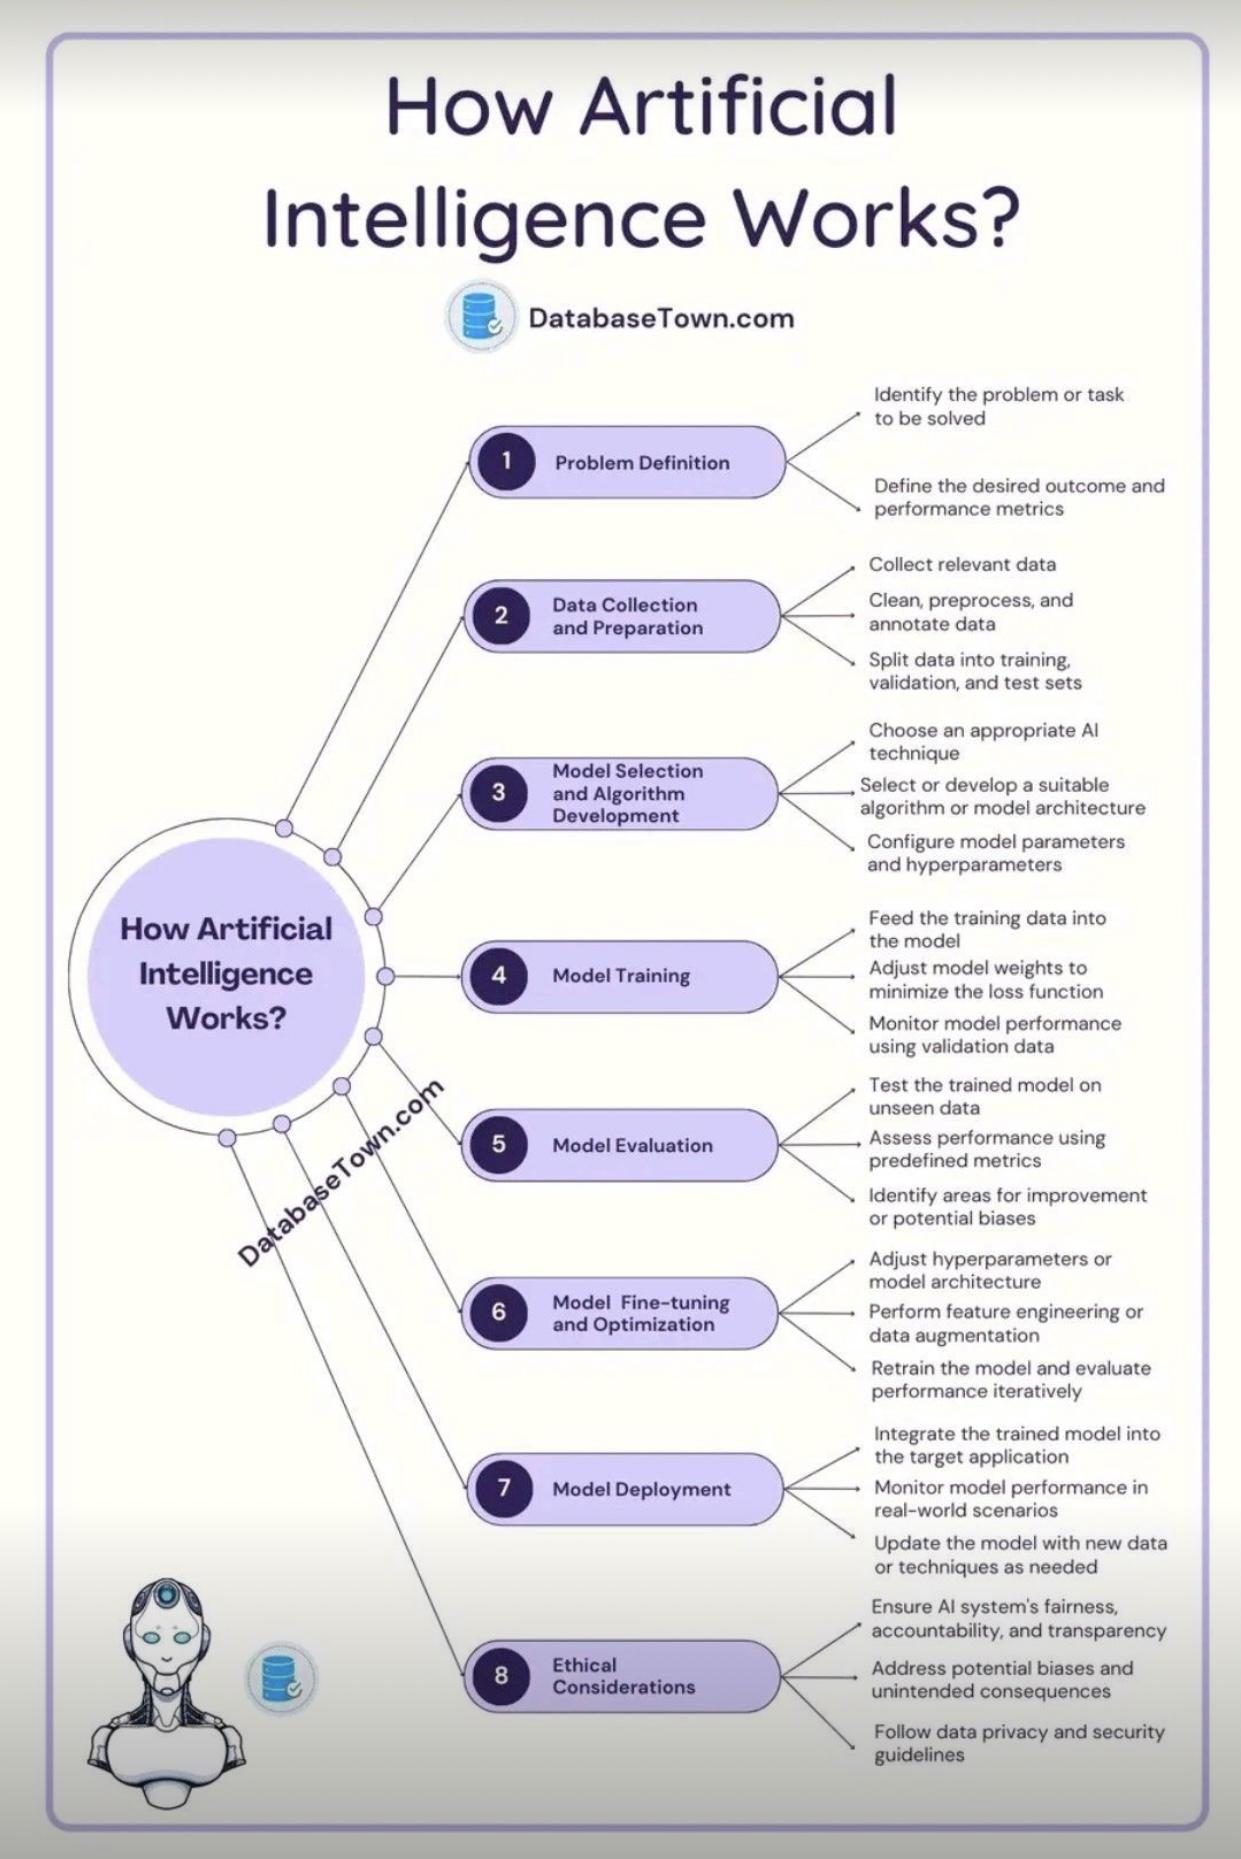 How Artificial
Intelligence Works?
DatabaseTown.com
1
Problem Definition
Identify the problem or task
to be solved
Define the desired outcome and
performance metrics
2
Data Collection
and Preparation
Collect relevant data
Clean, preprocess, and
annotate data
Split data into training,
validation, and test sets
3
Model Selection
and Algorithm
Development
Choose an appropriate AI
technique
Select or develop a suitable
algorithm or model architecture
Configure model parameters
and hyperparameters
How Artificial
Intelligence
Works?
4
Model Training
Feed the training data into
the model
Adjust model weights to
minimize the loss function
Monitor model performance
using validation data
DatabaseTown.com
5
Model Evaluation
Test the trained model on
unseen data
Assess performance using
predefined metrics
Identify areas for improvement
or potential biases
6
Model Fine-tuning
and Optimization
Adjust hyperparameters or
model architecture
Perform feature engineering or
data augmentation
Retrain the model and evaluate
performance iteratively
7
Model Deployment
Integrate the trained model into
the target application
Monitor model performance in
real-world scenarios
Update the model with new data
or techniques as needed
8
Ethical
Considerations
Ensure AI system's fairness,
accountability, and transparency
Address potential biases and
unintended consequences
Follow data privacy and security
guidelines